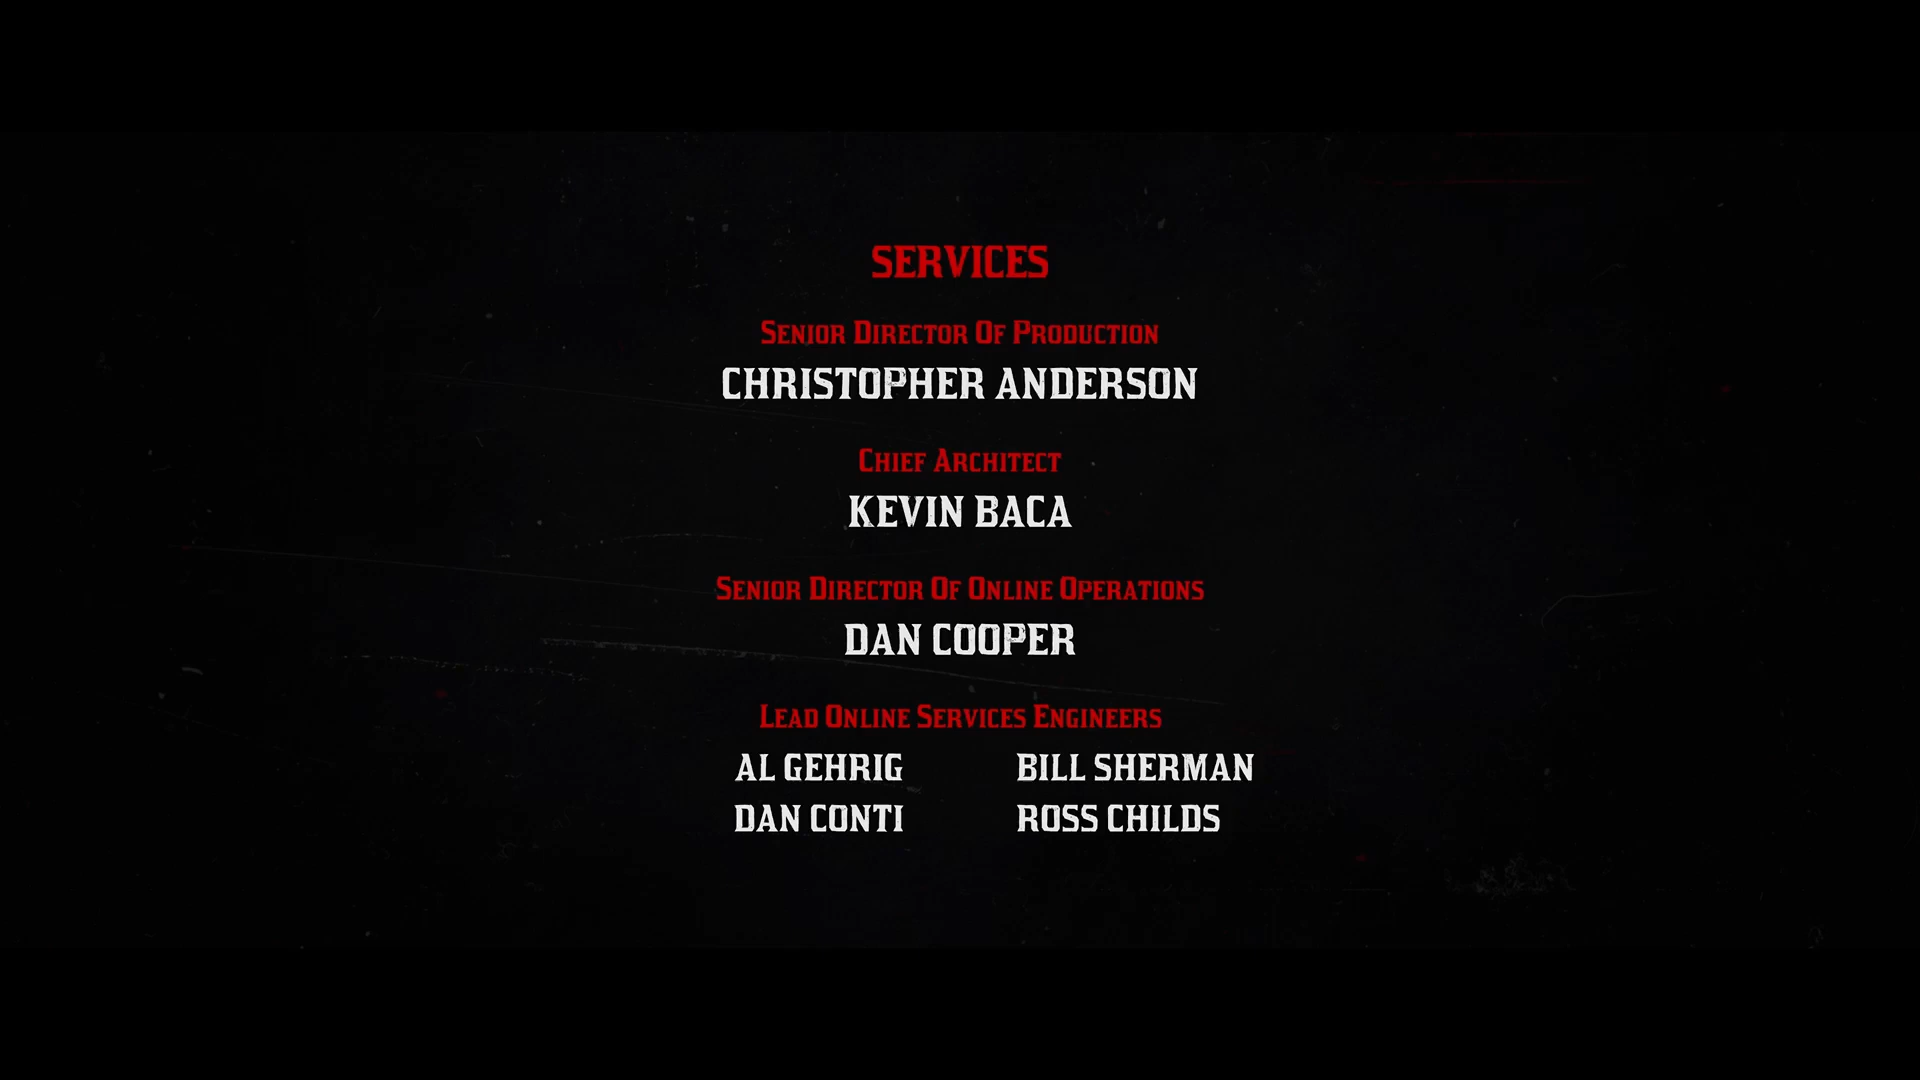 SERVICES
Senior Director Of Production
CHRISTOPHER ANDERSON
Chief Architect
KEVIN BACA
Senior Director Of Online Operations
DAN COOPER
Lead Online Services Engineers
AL GEHRIG BILL SHERMAN
DAN CONTI ROSS CHILDS